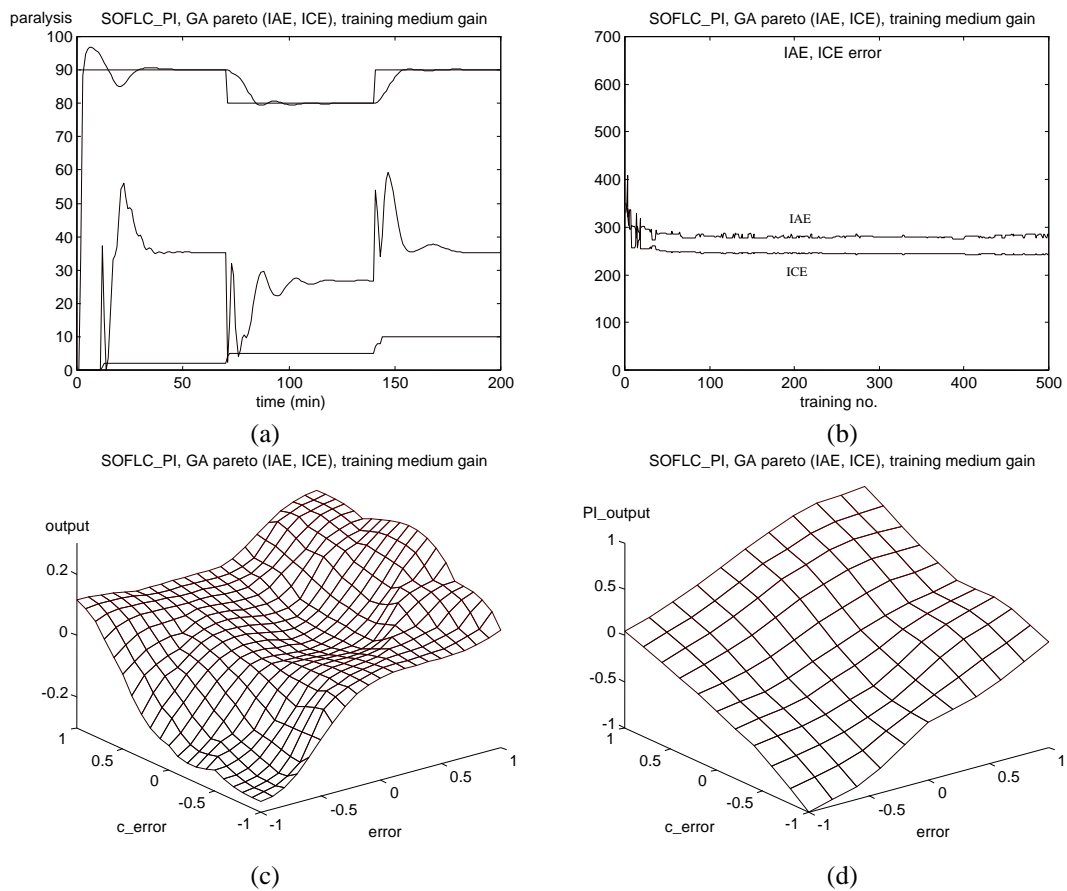 SOFLC_PI, GA pareto (IAE, ICE), training medium gain
paralysis
100
90
80
70
60
50
40
30
20
10
0
0 50 100 150 200
time (min)
(a)
SOFLC_PI, GA pareto (IAE, ICE), training medium gain
700
600
500
400
300
200
100
0
IAE, ICE error
IAE
ICE
0 100 200 300 400 500
training no.
(b)
SOFLC_PI, GA pareto (IAE, ICE), training medium gain
output
0.2
0
-0.2
1
0.5
0
-0.5
-1
c_error
-1
-0.5
0
0.5
1
error
(c)
SOFLC_PI, GA pareto (IAE, ICE), training medium gain
PI_output
1
0.5
0
-0.5
-1
1
0.5
0
-0.5
-1
c_error
-1
-0.5
0
0.5
1
error
(d)